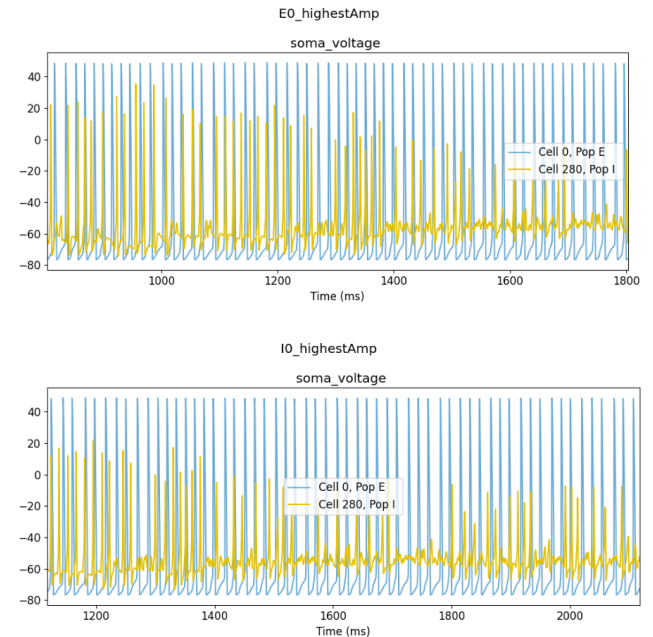 E0_highestAmp
soma_voltage
40
20
0
−20
−40
−60
−80
Cell 0, Pop E
Cell 280, Pop I
1000
1200
1400
1600
1800
Time (ms)
I0_highestAmp
soma_voltage
40
20
0
−20
−40
−60
−80
Cell 0, Pop E
Cell 280, Pop I
1200
1400
1600
1800
2000
Time (ms)